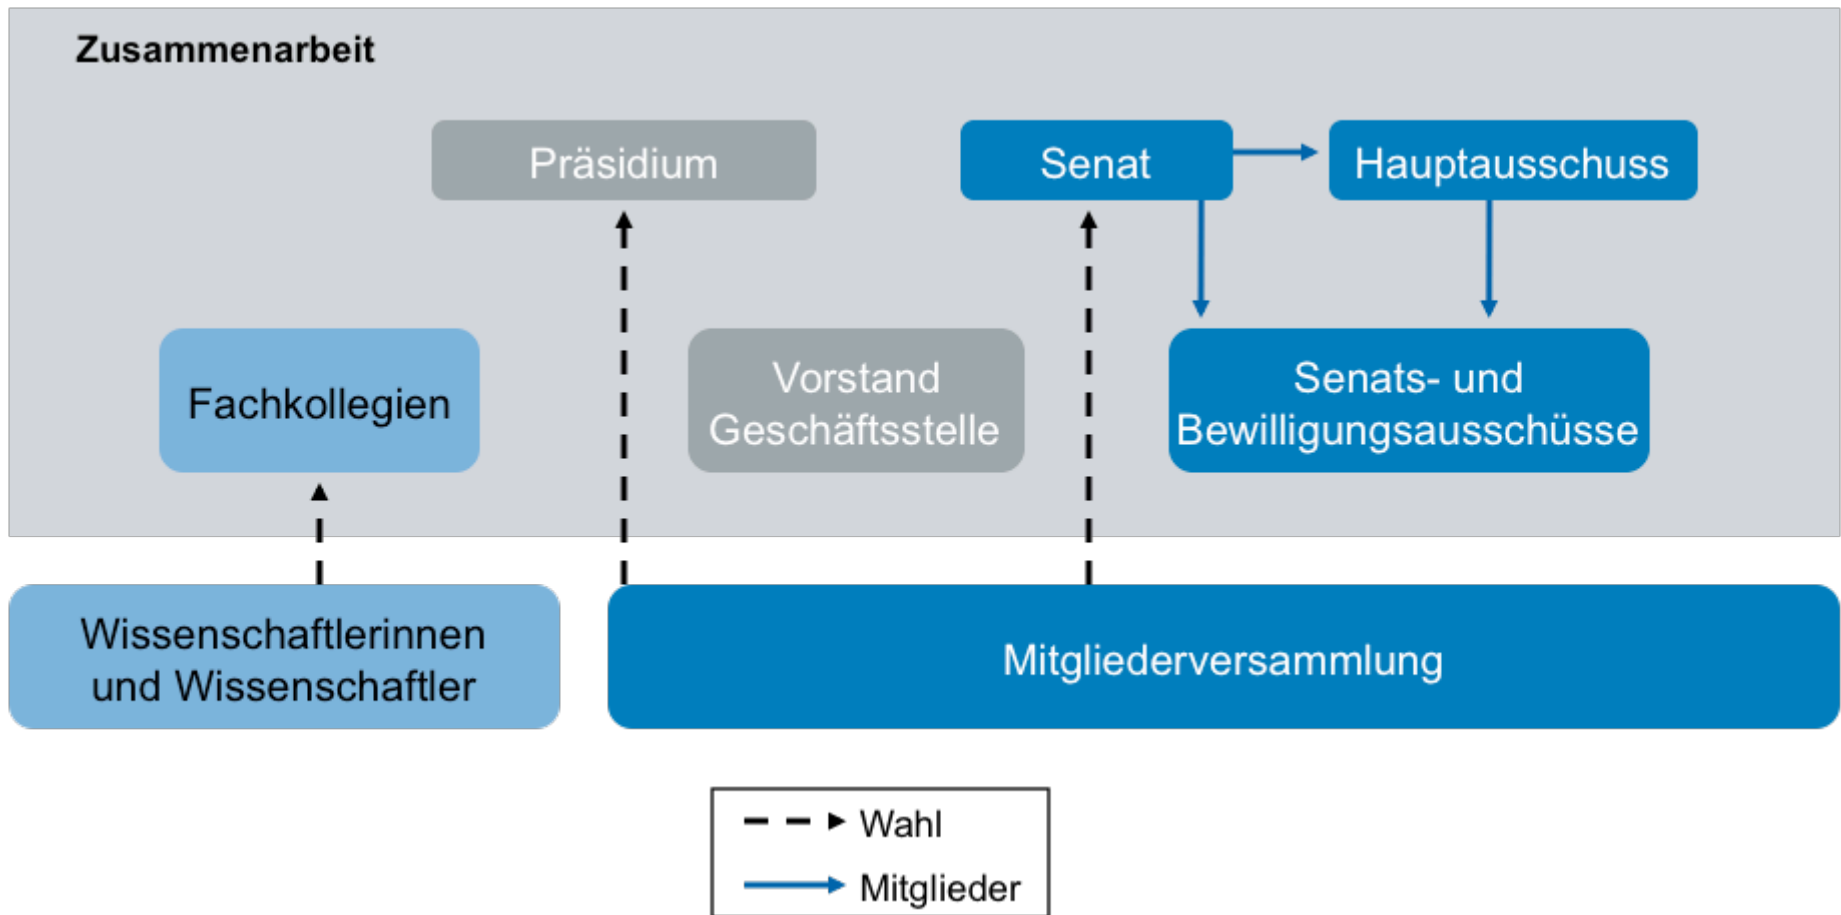 Zusammenarbeit
Präsidium
Senat
Hauptausschuss
Fachkollegien
Vorstand
Geschäftsstelle
Senats- und
Bewilligungsausschüsse
Wissenschaftlerinnen
und Wissenschaftler
Mitgliederversammlung
Wahl
Mitglieder